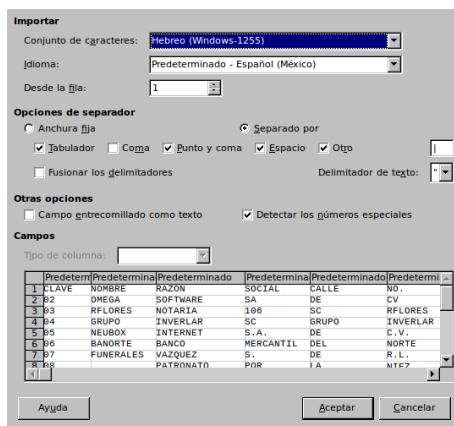 Importar
Conjunto de caracteres: Hebreo (Windows-1255)
Idioma: Predeterminado - Español (México)
Desde la fila: 1
Opciones de separador
Anchura fija Separado por
Tabulador Coma Punto y coma Espacio Otro |
Fusionar los delimitadores Delimitador de texto: "
Otras opciones
Campo entrecomillado como texto Detectar los números especiales
Campos
Tipo de columna:
Predeterm Predetermina Predeterminado Predetermina Predeterminado Predetermi
1 CLAVE NOMBRE RAZON SOCIAL CALLE NO.
2 02 OMEGA SOFTWARE SA DE CV
3 03 RFLORES NOTARIA 106 SC RFLORES
4 04 GRUPO INVERLAR SC GRUPO INVERLAR
5 05 NEUBOX INTERNET S.A. DE C.V.
6 06 BANORTE BANCO MERCANTIL DEL NORTE
7 07 FUNERALES VAZQUEZ S. DE R.L.
8 08 PATRONATO POR LA
Ayuda Aceptar Cancelar